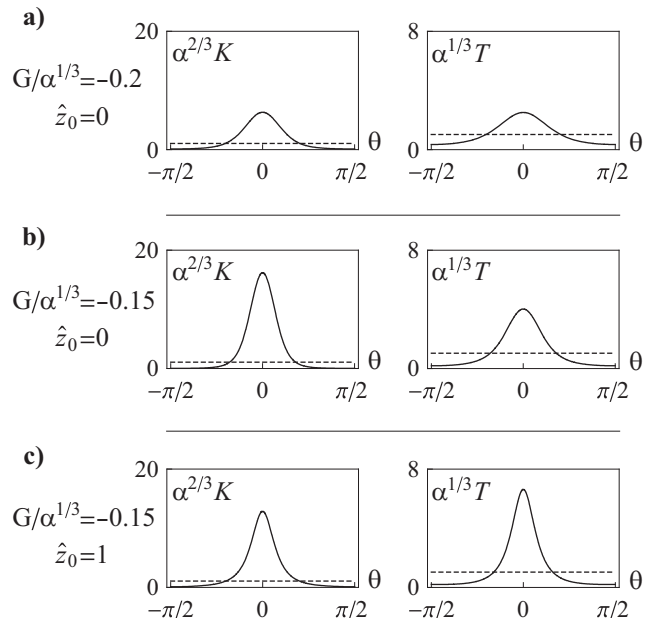 a)
G/α^{1/3}=−0.2
ẑ₀=0
20
α^{2/3}K
0
θ
−π/2
0
π/2
8
α^{1/3}T
0
θ
−π/2
0
π/2
b)
G/α^{1/3}=−0.15
ẑ₀=0
20
α^{2/3}K
0
θ
−π/2
0
π/2
8
α^{1/3}T
0
θ
−π/2
0
π/2
c)
G/α^{1/3}=−0.15
ẑ₀=1
20
α^{2/3}K
0
θ
−π/2
0
π/2
8
α^{1/3}T
0
θ
−π/2
0
π/2